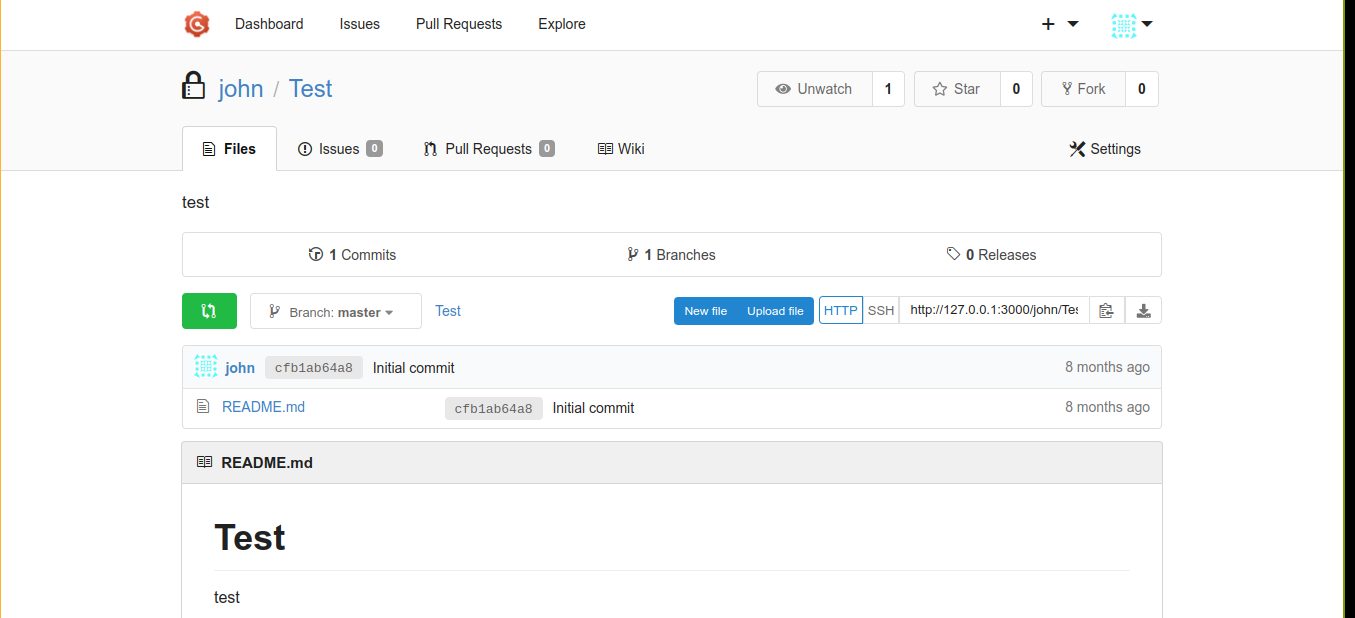 Dashboard Issues Pull Requests Explore
john / Test Unwatch 1 Star 0 Fork 0
Files Issues 0 Pull Requests 0 Wiki Settings
test
1 Commits 1 Branches 0 Releases
Branch: master Test New file Upload file HTTP SSH http://127.0.0.1:3000/john/Tes
john cfb1ab64a8 Initial commit 8 months ago
README.md cfb1ab64a8 Initial commit 8 months ago
README.md
Test
test